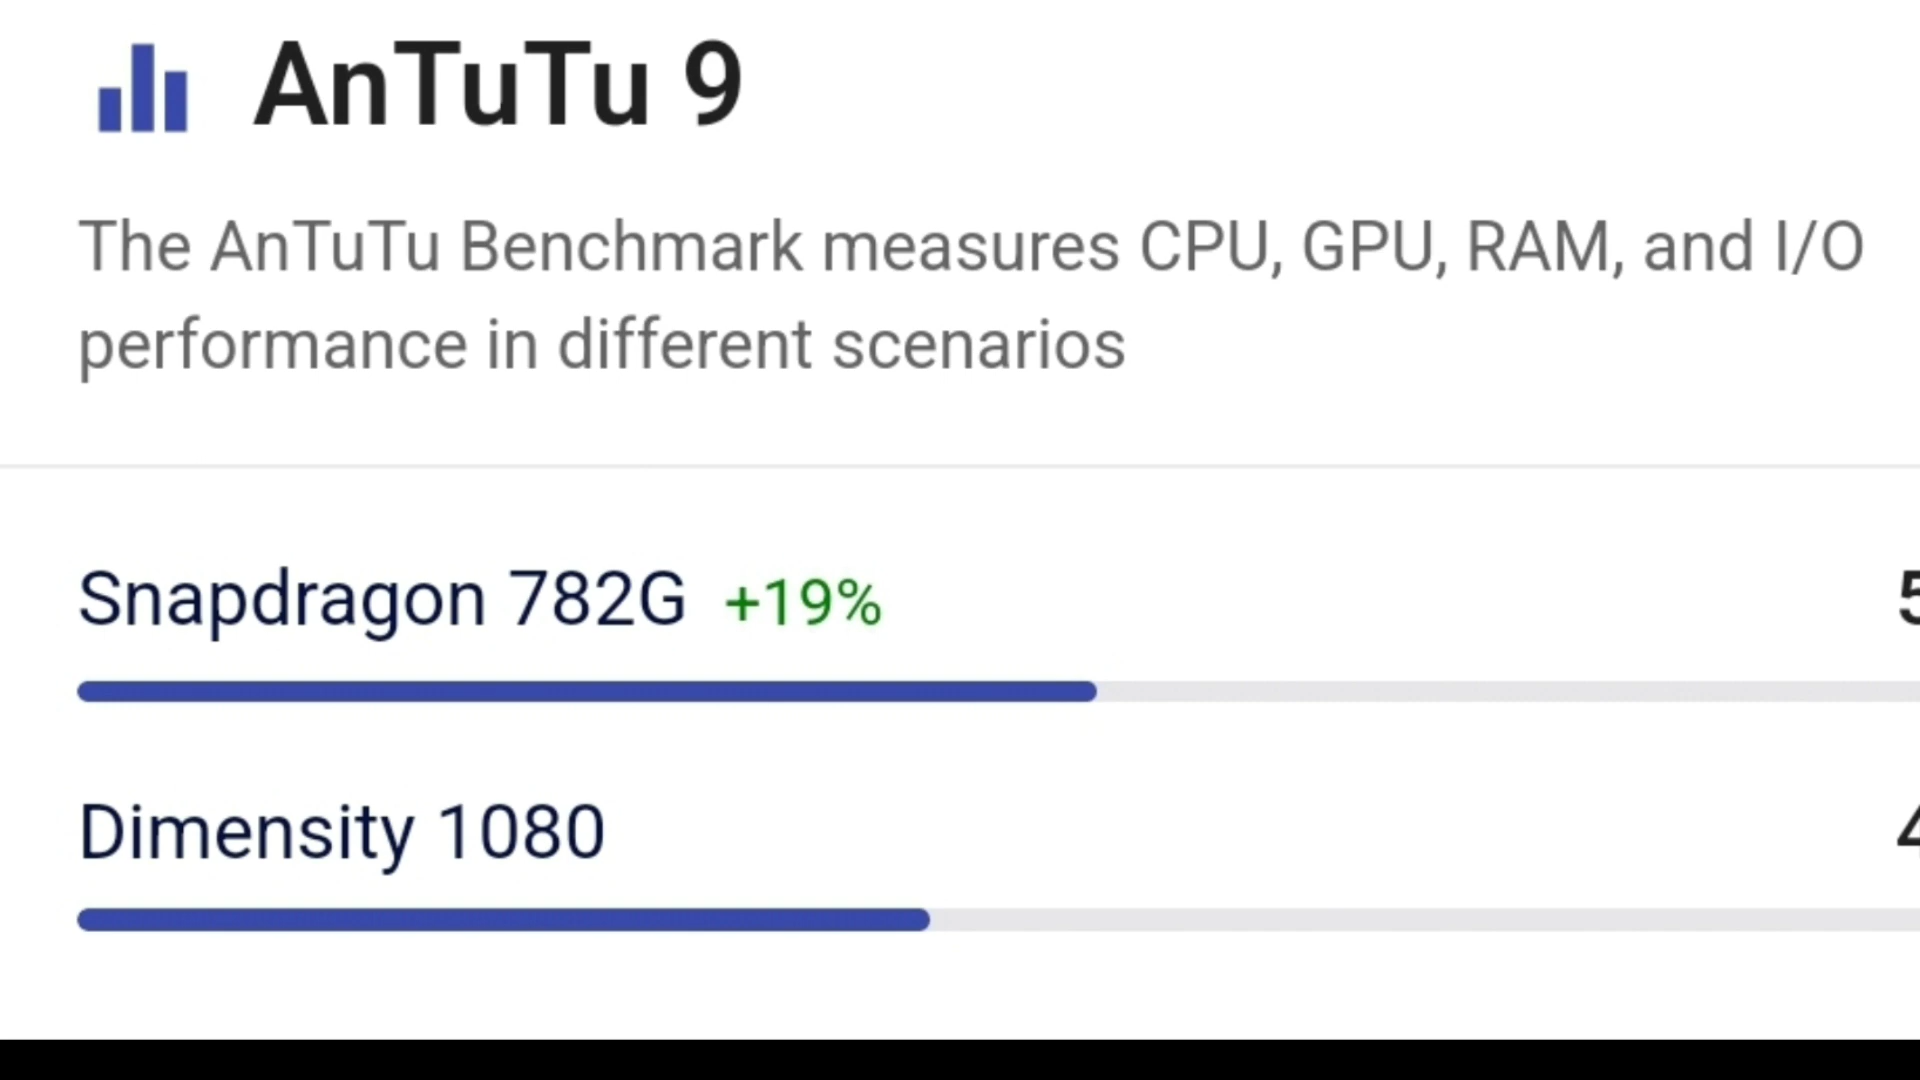 AnTuTu 9
The AnTuTu Benchmark measures CPU, GPU, RAM, and I/O
performance in different scenarios
Snapdragon 782G +19%
Dimensity 1080